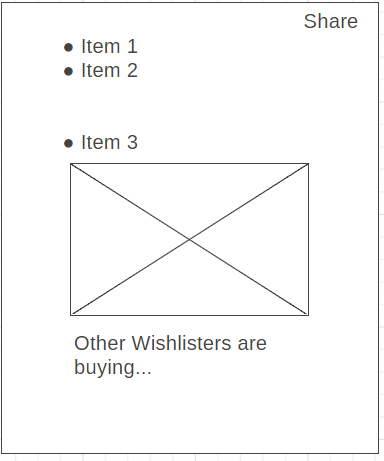 Share
● Item 1
● Item 2
● Item 3
Other Wishlisters are
buying...